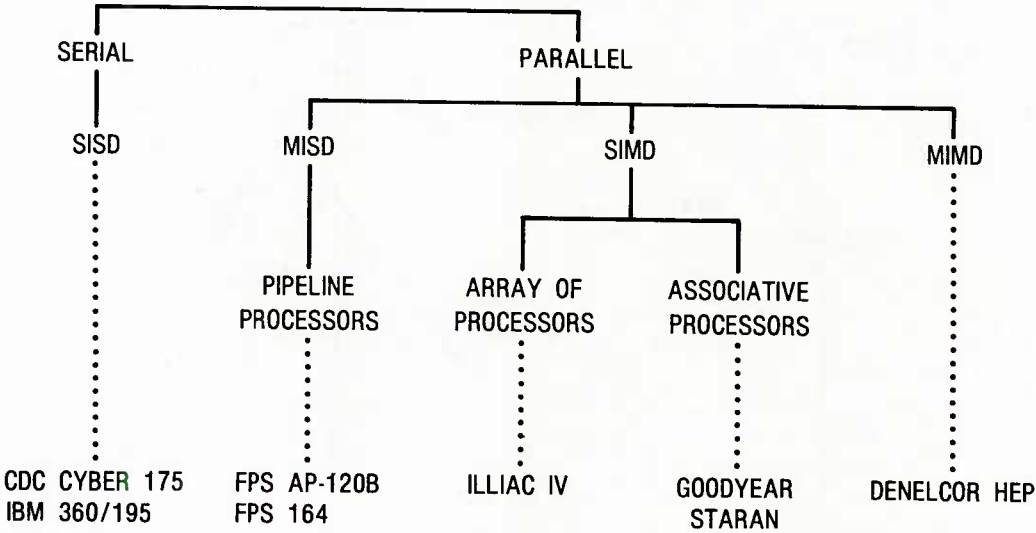 SERIAL
PARALLEL
SISD
MISD
SIMD
MIMD
PIPELINE
PROCESSORS
ARRAY OF
PROCESSORS
ASSOCIATIVE
PROCESSORS
CDC CYBER 175
IBM 360/195
FPS AP-120B
FPS 164
ILLIAC IV
GOODYEAR
STARAN
DENELCOR HEP